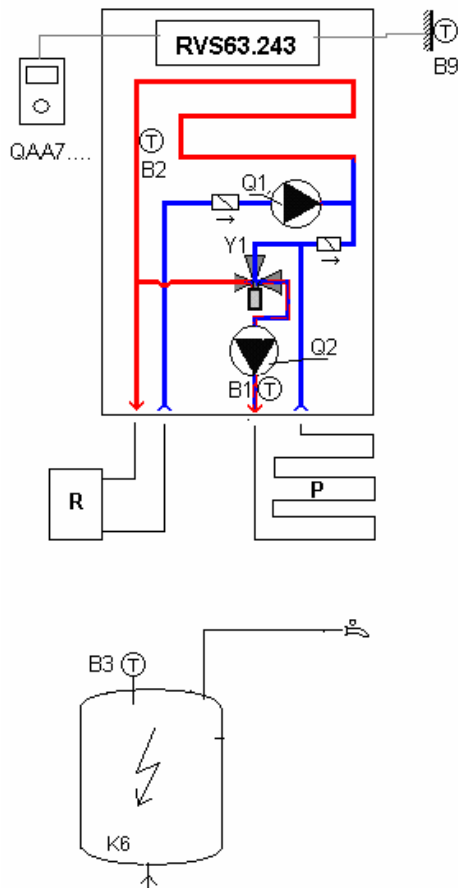 RVS63.243
T
B9
QAA7....
T
B2
Q1
Y1
Q2
B1 T
R
P
B3 T
K6